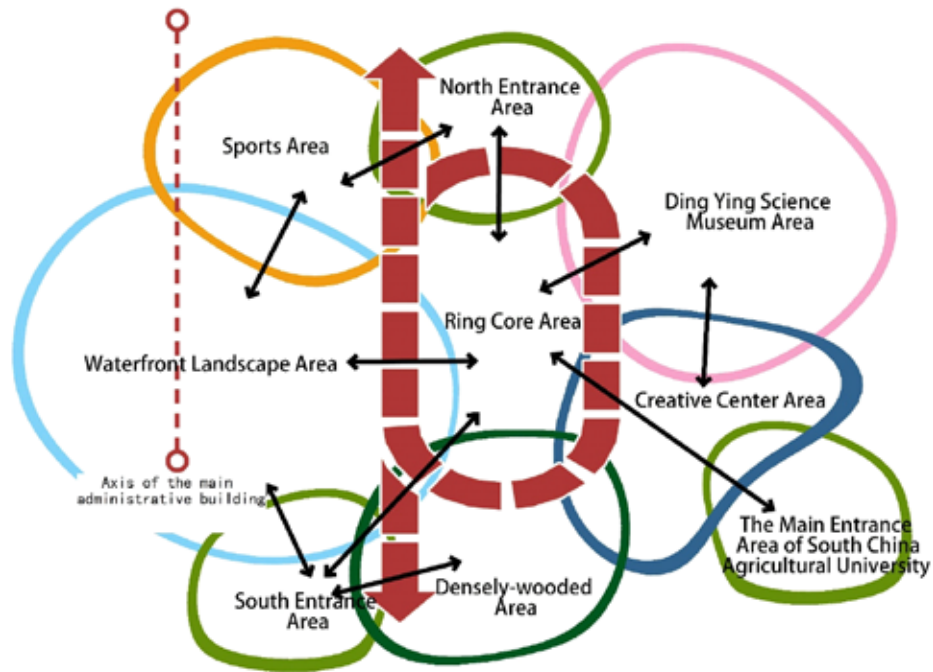 North Entrance
Area
Sports Area
Ding Ying Science
Museum Area
Ring Core Area
Waterfront Landscape Area
Creative Center Area
Axis of the main
administrative building
The Main Entrance
Area of South China
Agricultural University
South Entrance
Area
Densely-wooded
Area